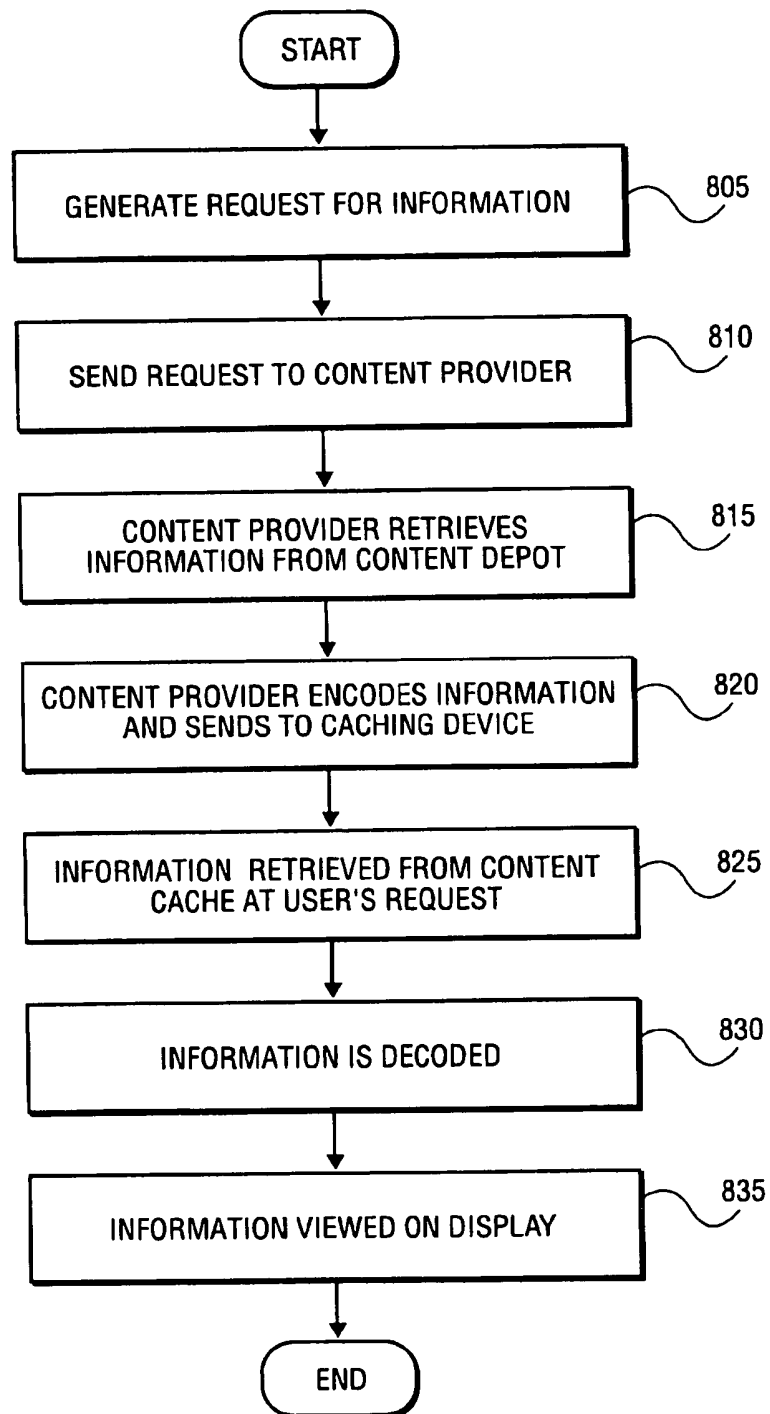 START
GENERATE REQUEST FOR INFORMATION
805
SEND REQUEST TO CONTENT PROVIDER
810
CONTENT PROVIDER RETRIEVES
INFORMATION FROM CONTENT DEPOT
815
CONTENT PROVIDER ENCODES INFORMATION
AND SENDS TO CACHING DEVICE
820
INFORMATION RETRIEVED FROM CONTENT
CACHE AT USER'S REQUEST
825
INFORMATION IS DECODED
830
INFORMATION VIEWED ON DISPLAY
835
END